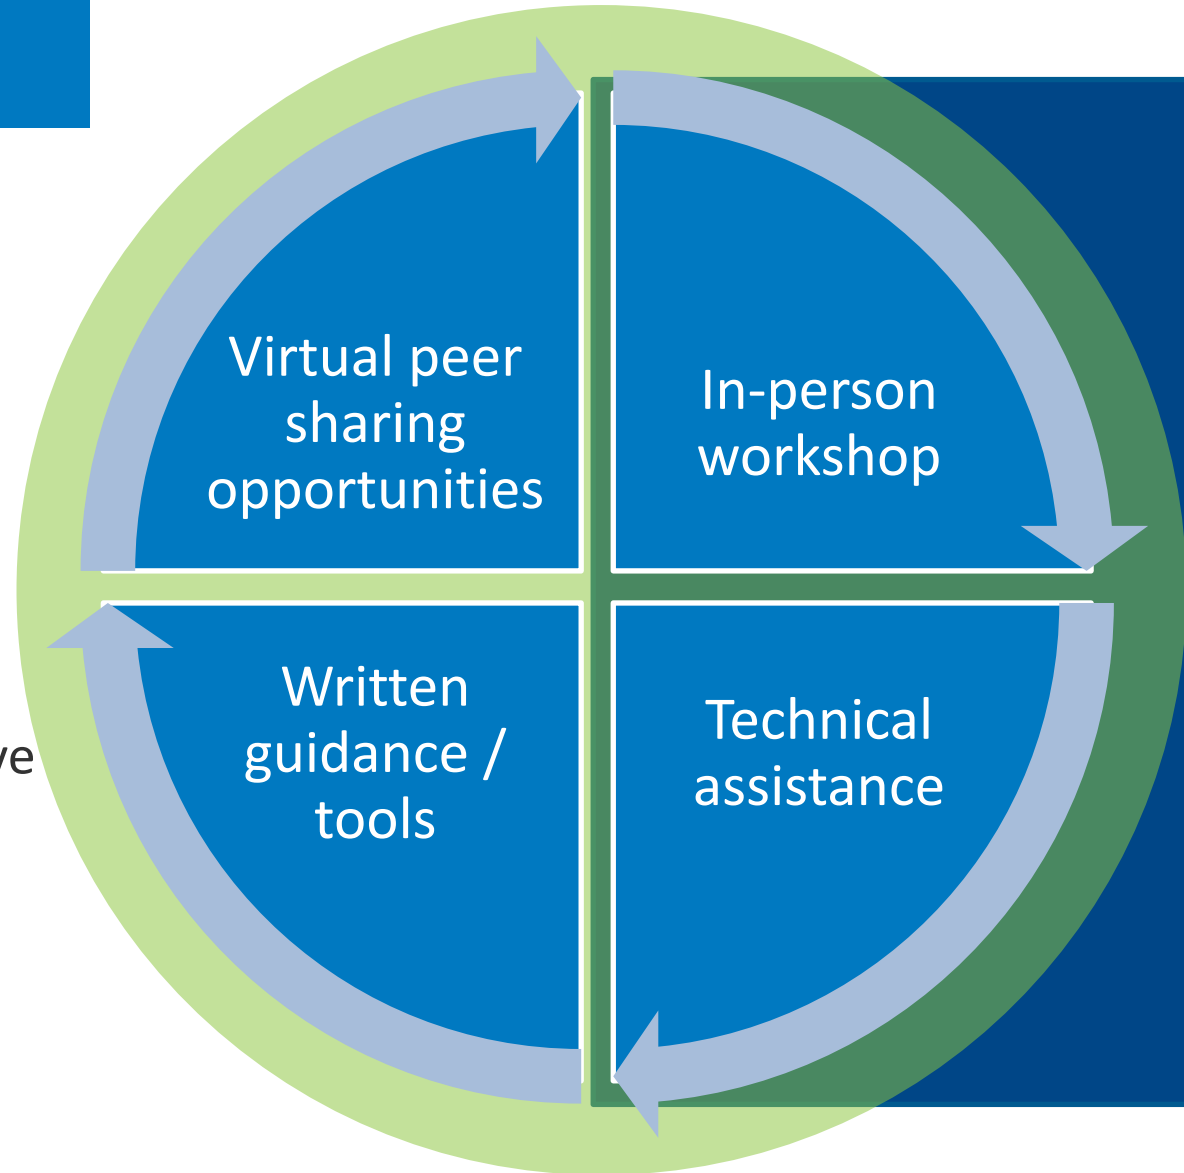 Virtual peer
sharing
opportunities
In-person
workshop
Written
guidance /
tools
Technical
assistance